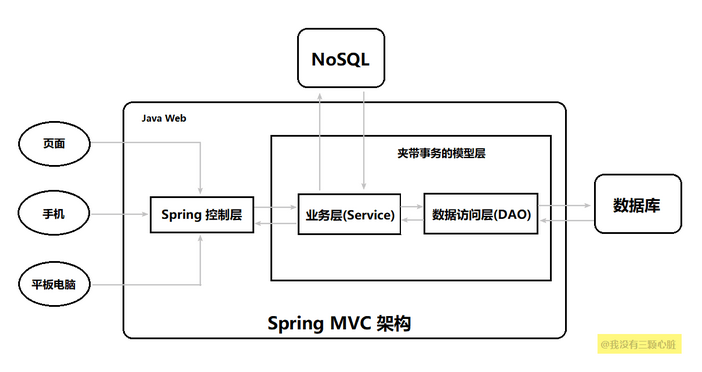 NoSQL
Java Web
夹带事务的模型层
页面
手机
平板电脑
Spring 控制层
业务层(Service)
数据访问层(DAO)
数据库
Spring MVC 架构
@我没有三颗心脏